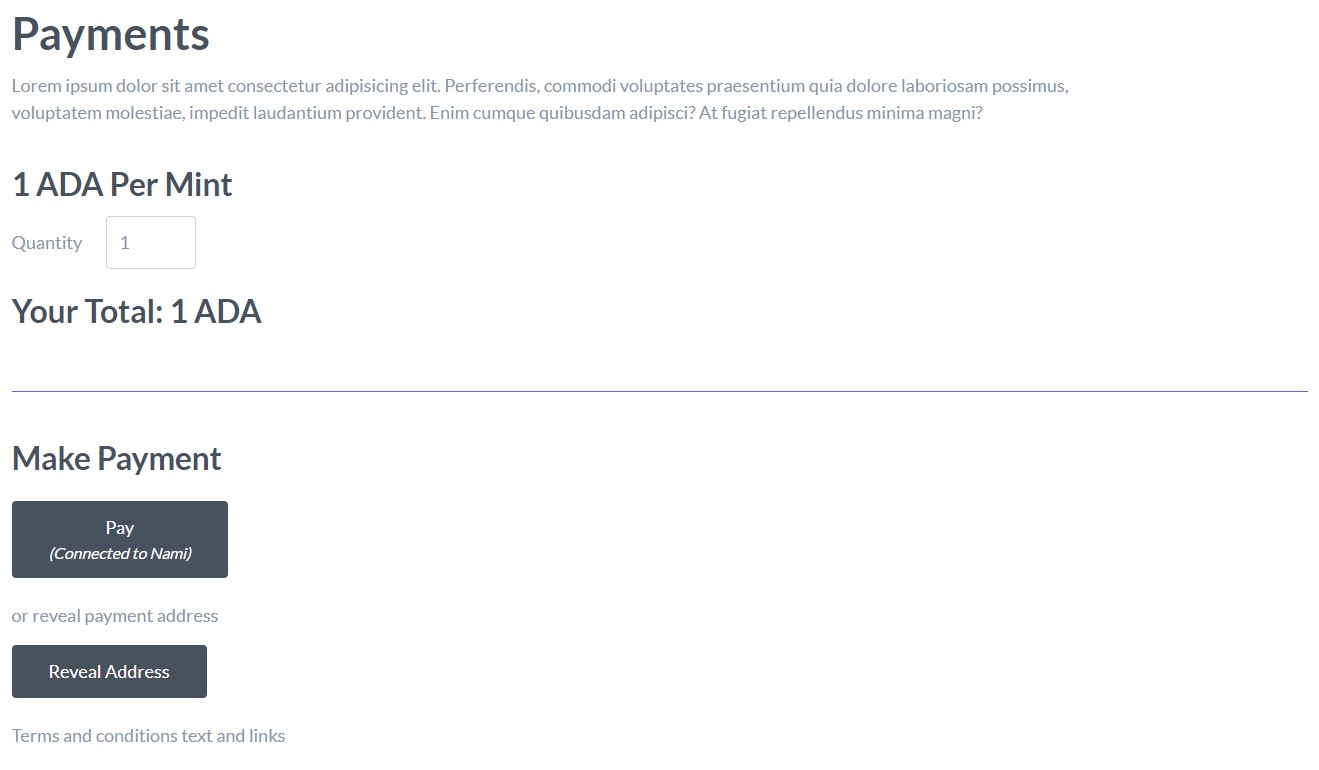 Payments
Lorem ipsum dolor sit amet consectetur adipisicing elit. Perferendis, commodi voluptates praesentium quia dolore laboriosam possimus,
voluptatem molestiae, impedit laudantium provident. Enim cumque quibusdam adipisci? At fugiat repellendus minima magni?
1 ADA Per Mint
Quantity 1
Your Total: 1 ADA
Make Payment
Pay
(Connected to Nami)
or reveal payment address
Reveal Address
Terms and conditions text and links